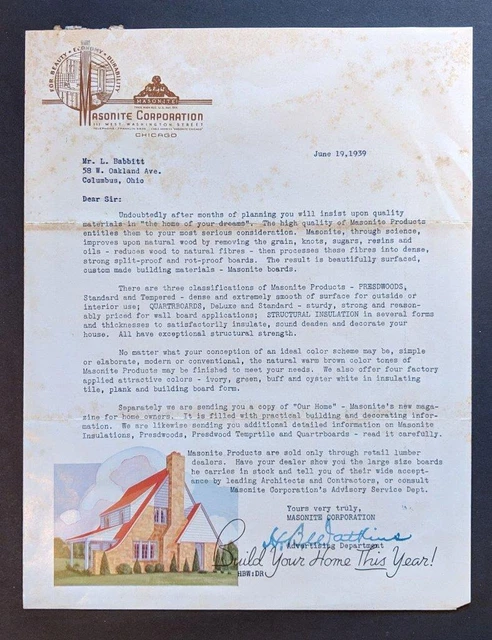 FOR BEAUTY • ECONOMY • DURABILITY
MASONITE
MASONITE CORPORATION
111 WEST WASHINGTON STREET
CHICAGO
June 19,1939
Mr. L. Babbitt
58 W. Oakland Ave.
Columbus, Ohio
Dear Sir:
Undoubtedly after months of planning you will insist upon quality
materials in "the home of your dreams". The high quality of Masonite Products
entitles them to your most serious consideration. Masonite, through science,
improves upon natural wood by removing the grain, knots, sugars, resins and
oils - reduces wood to natural fibres - then processes these fibres into dense,
strong split-proof and rot-proof boards. The result is beautifully surfaced,
custom made building materials - Masonite boards.
There are three classifications of Masonite Products - PRESDWOODS,
Standard and Tempered - dense and extremely smooth of surface for outside or
interior use; QUARTRBOARDS, DeLuxe and Standard - sturdy, strong and reason-
ably priced for wall board applications; STRUCTURAL INSULATION in several forms
and thicknesses to satisfactorily insulate, sound deaden and decorate your
house. All have exceptional structural strength.
No matter what your conception of an ideal color scheme may be, simple
or elaborate, modern or conventional, the natural warm brown color tones of
Masonite Products may be finished to meet your needs. We also offer four factory
applied attractive colors - ivory, green, buff and oyster white in insulating
tile, plank and building board form.
Separately we are sending you a copy of "Our Home" - Masonite's new maga-
zine for home owners. It is filled with practical building and decorating infor-
mation. We are likewise sending you additional detailed information on Masonite
Insulations, Presdwoods, Presdwood Temprtile and Quartrboards - read it carefully.
Masonite Products are sold only through retail lumber
dealers. Have your dealer show you the large size boards
he carries in stock and tell you of their wide accept-
ance by leading Architects and Contractors, or consult
Masonite Corporation's Advisory Service Dept.
Yours very truly,
MASONITE CORPORATION
Watkins
Advertising Department
Build Your Home This Year!
HBW:DR